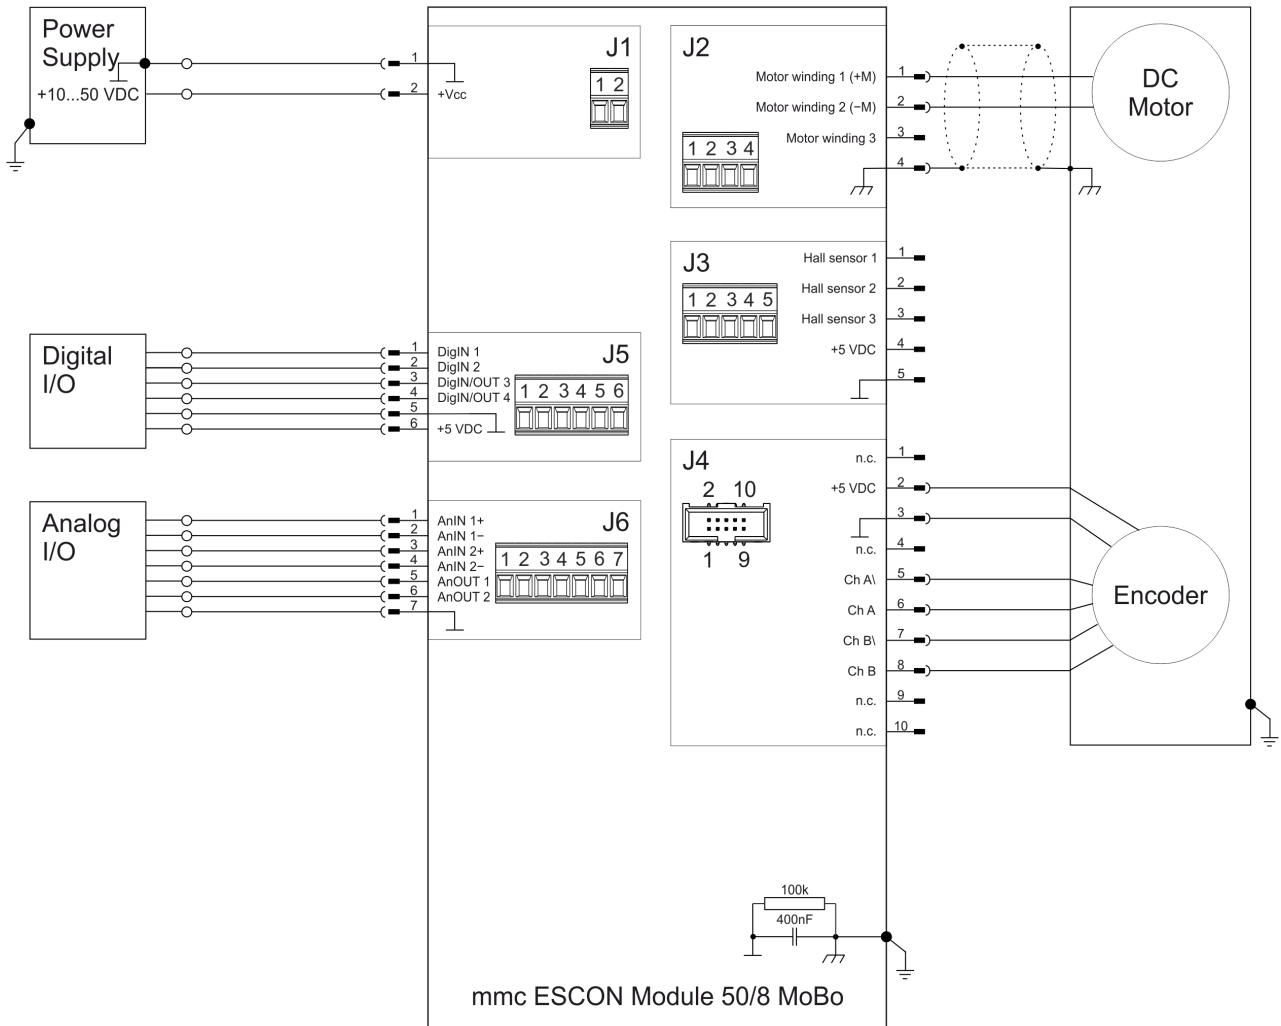 Power
Supply
+10...50 VDC
1
2
+Vcc
J1
1 2
J2
1 2 3 4
Motor winding 1 (+M)
1
Motor winding 2 (−M)
2
Motor winding 3
3
4
DC
Motor
J3
1 2 3 4 5
Hall sensor 1
1
Hall sensor 2
2
Hall sensor 3
3
+5 VDC
4
5
Digital
I/O
1
DigIN 1
2
DigIN 2
3
DigIN/OUT 3
4
DigIN/OUT 4
5
6
+5 VDC
J5
1 2 3 4 5 6
Analog
I/O
1
AnIN 1+
2
AnIN 1−
3
AnIN 2+
4
AnIN 2−
5
AnOUT 1
6
AnOUT 2
7
J6
1 2 3 4 5 6 7
J4
2 10
1 9
n.c.
1
+5 VDC
2
3
n.c.
4
Ch A\
5
Ch A
6
Ch B\
7
Ch B
8
n.c.
9
n.c.
10
Encoder
100k
400nF
mmc ESCON Module 50/8 MoBo